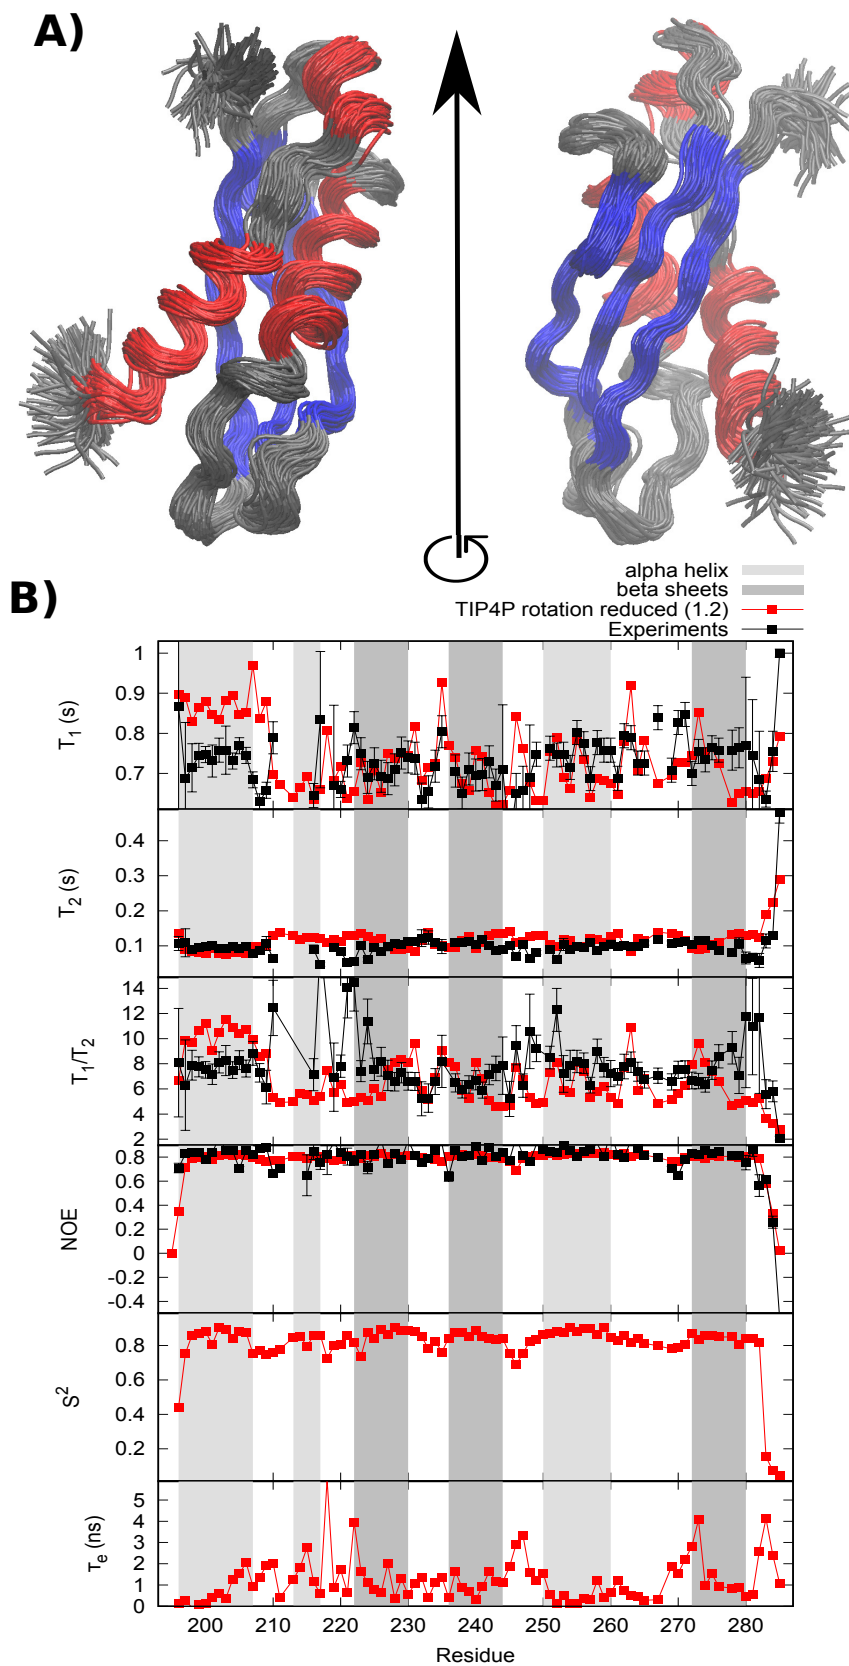 A)
alpha helix
beta sheets
B)
TIP4P rotation reduced (1.2)
Experiments
1
0.9
0.8
0.7
T1 (s)
0.4
0.3
0.2
0.1
T2 (s)
14
12
10
8
6
4
2
T1/T2
0.8
0.6
0.4
0.2
0
-0.2
-0.4
NOE
0.8
0.6
0.4
0.2
S2
5
4
3
2
1
0
τe (ns)
200 210 220 230 240 250 260 270 280
Residue